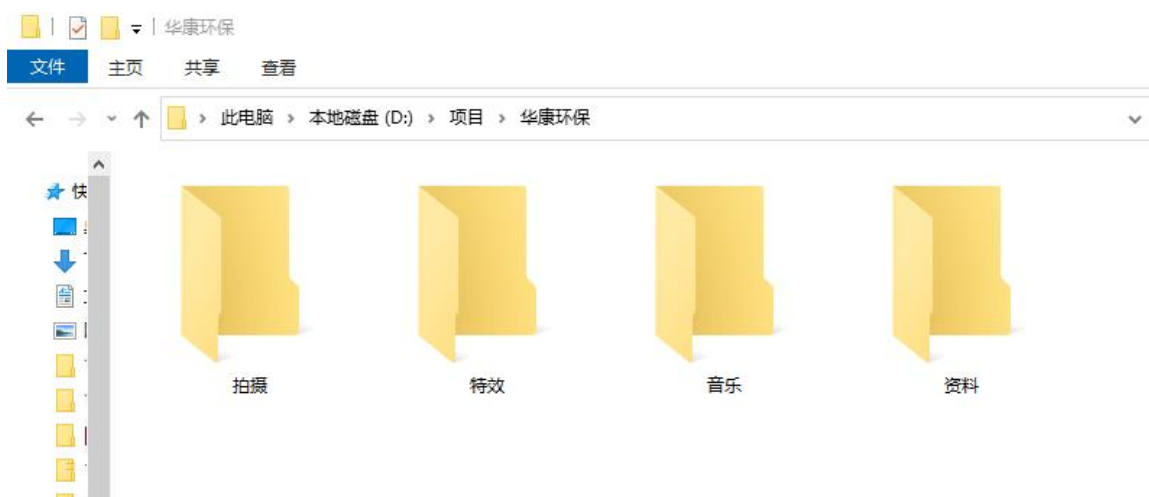 华康环保
文件 主页 共享 查看
此电脑 › 本地磁盘 (D:) › 项目 › 华康环保
快
拍摄 特效 音乐 资料